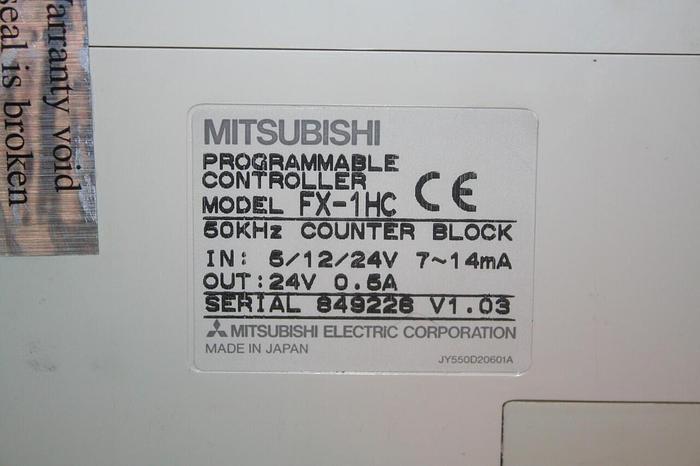 Warranty void
seal is broken
MITSUBISHI
PROGRAMMABLE
CONTROLLER
MODEL FX-1HC CE
50KHz COUNTER BLOCK
IN: 5/12/24V 7~14mA
OUT:24V 0.5A
SERIAL 849226 V1.03
MITSUBISHI ELECTRIC CORPORATION
MADE IN JAPAN
JY550D20601A